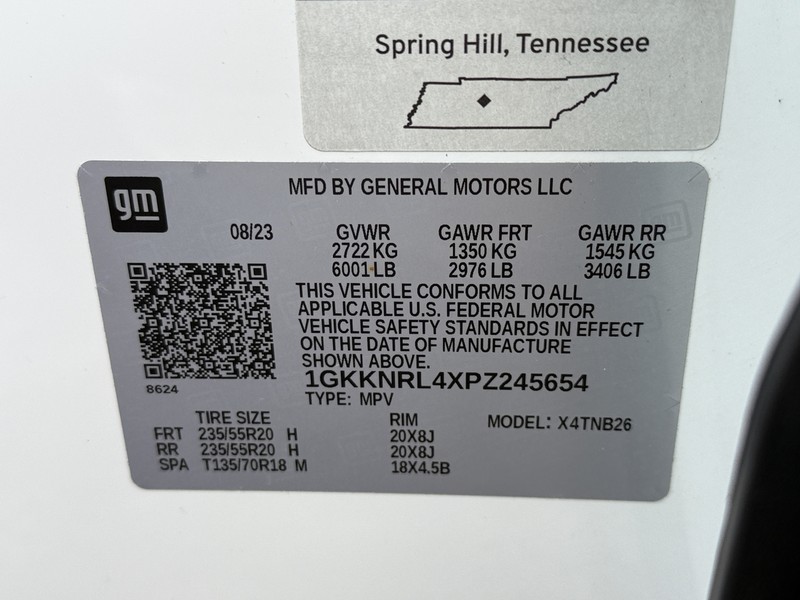 Spring Hill, Tennessee
gm
MFD BY GENERAL MOTORS LLC
08/23 GVWR GAWR FRT GAWR RR
2722 KG 1350 KG 1545 KG
6001 LB 2976 LB 3406 LB
THIS VEHICLE CONFORMS TO ALL
APPLICABLE U.S. FEDERAL MOTOR
VEHICLE SAFETY STANDARDS IN EFFECT
ON THE DATE OF MANUFACTURE
SHOWN ABOVE.
8624
1GKKNRL4XPZ245654
TYPE: MPV
TIRE SIZE RIM MODEL: X4TNB26
FRT 235/55R20 H 20X8J
RR 235/55R20 H 20X8J
SPA T135/70R18 M 18X4.5B